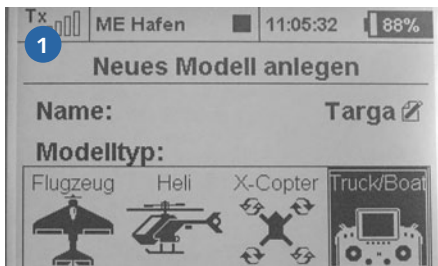 Tx ME Hafen 11:05:32 88%
1
Neues Modell anlegen
Name: Targa
Modelltyp:
Flugzeug Heli X-Copter Truck/Boat